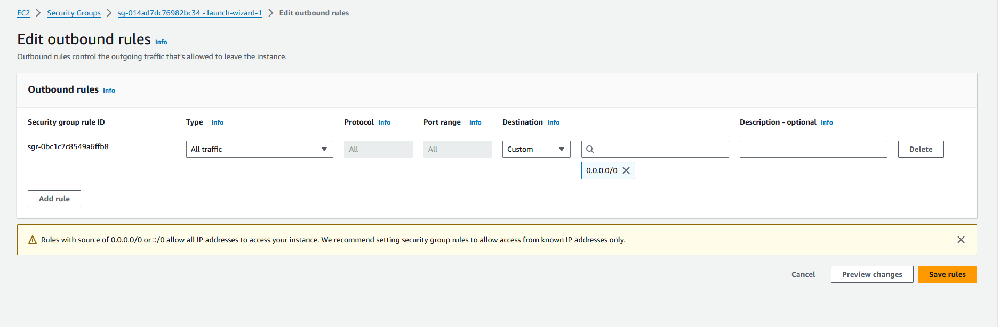 EC2 > Security Groups > sg-014ad7dc76982bc34 - launch-wizard-1 > Edit outbound rules
Edit outbound rules Info
Outbound rules control the outgoing traffic that's allowed to leave the instance.
Outbound rules Info
Security group rule ID Type Info Protocol Info Port range Info Destination Info Description - optional Info
sgr-0bc1c7c8549a6ffb8 All traffic All All Custom Delete
0.0.0.0/0
Add rule
Rules with source of 0.0.0.0/0 or ::/0 allow all IP addresses to access your instance. We recommend setting security group rules to allow access from known IP addresses only.
Cancel Preview changes Save rules